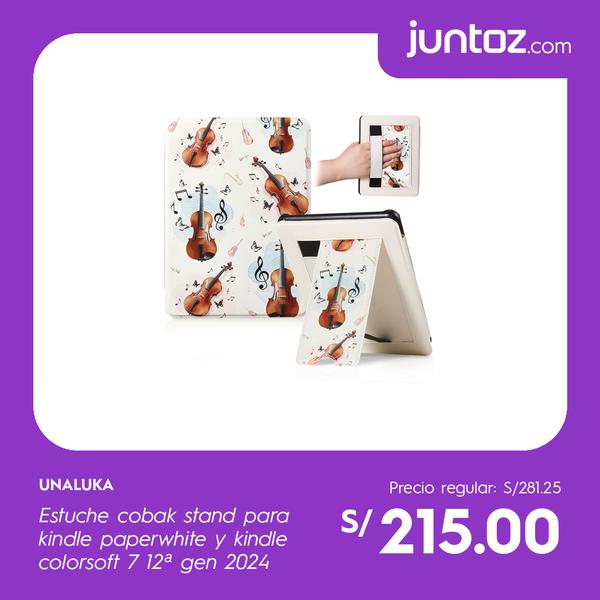 juntoz.com
UNALUKA
Estuche cobak stand para
kindle paperwhite y kindle
colorsoft 7 12ª gen 2024
Precio regular: S/281.25
S/215.00